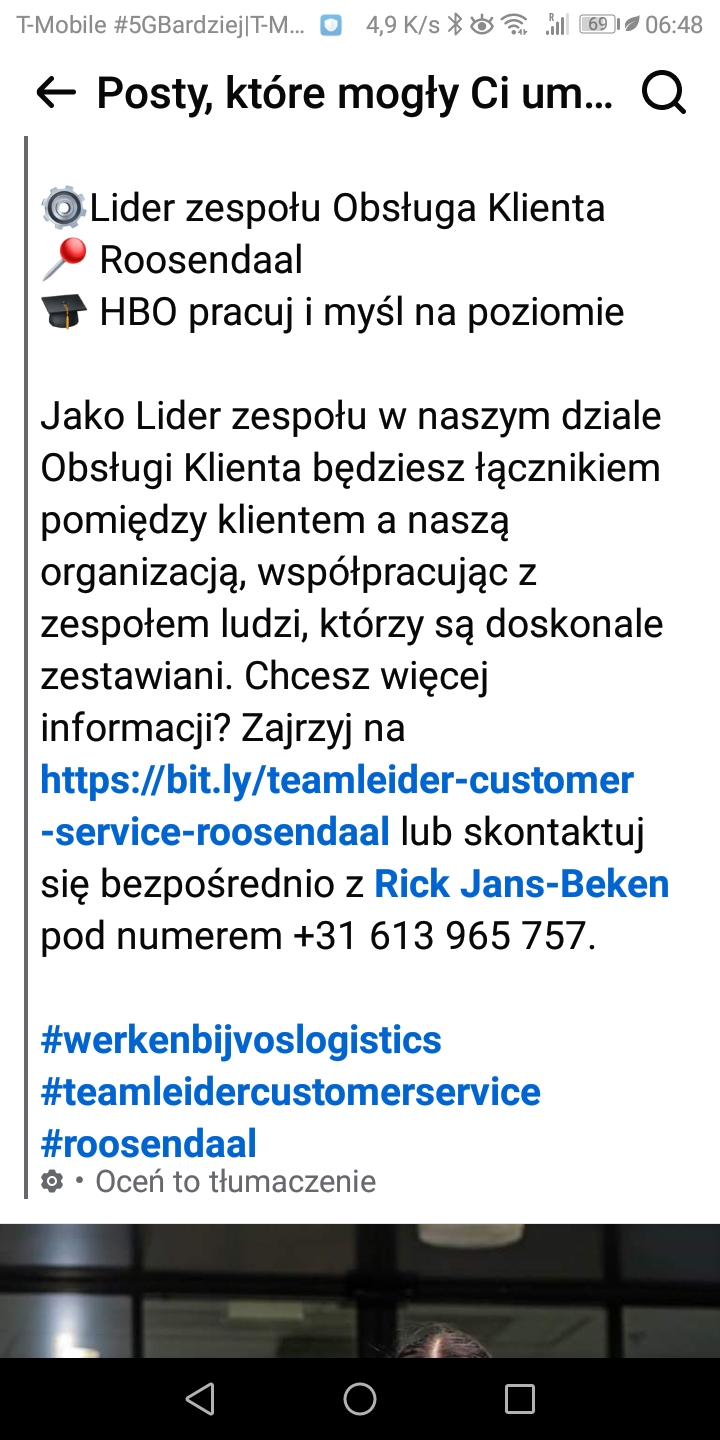 T-Mobile #5GBardziej|T-M... 4,9 K/s 69 06:48
Posty, które mogły Ci um...
Lider zespołu Obsługa Klienta
Roosendaal
HBO pracuj i myśl na poziomie
Jako Lider zespołu w naszym dziale
Obsługi Klienta będziesz łącznikiem
pomiędzy klientem a naszą
organizacją, współpracując z
zespołem ludzi, którzy są doskonale
zestawiani. Chcesz więcej
informacji? Zajrzyj na
https://bit.ly/teamleider-customer
-service-roosendaal lub skontaktuj
się bezpośrednio z Rick Jans-Beken
pod numerem +31 613 965 757.
#werkenbijvoslogistics
#teamleidercustomerservice
#roosendaal
• Oceń to tłumaczenie